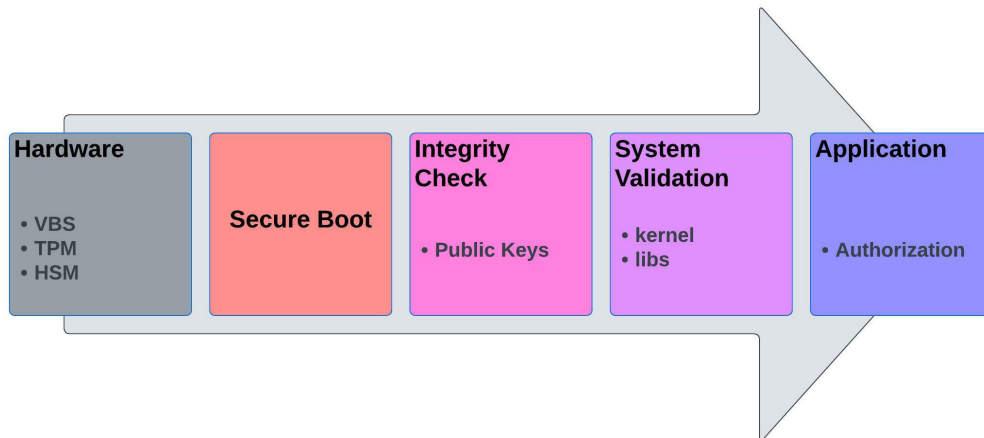 Hardware
• VBS
• TPM
• HSM
Secure Boot
Integrity
Check
• Public Keys
System
Validation
• kernel
• libs
Application
• Authorization